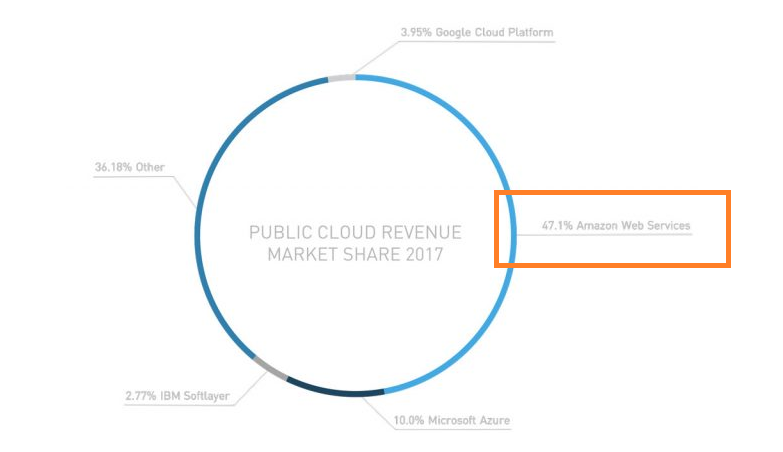 3.95% Google Cloud Platform
36.18% Other
PUBLIC CLOUD REVENUE
MARKET SHARE 2017
47.1% Amazon Web Services
2.77% IBM Softlayer
10.0% Microsoft Azure